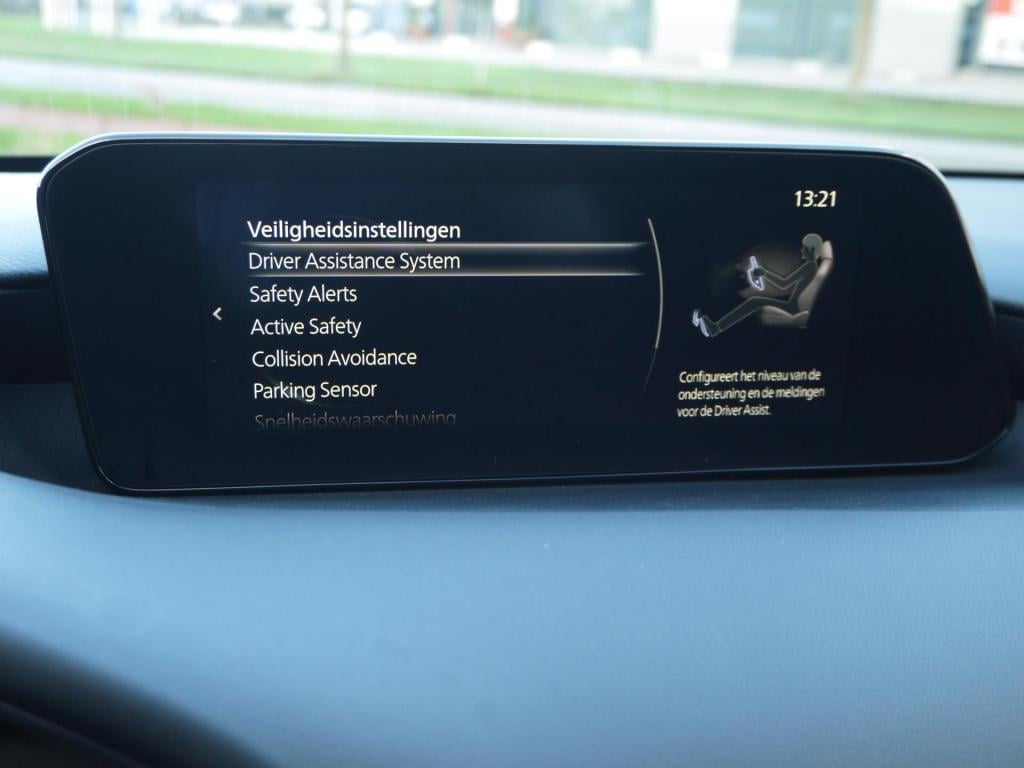 13:21
Veiligheidsinstellingen
Driver Assistance System
Safety Alerts
Active Safety
Collision Avoidance
Parking Sensor
Snelheidswaarschuwing
Configureert het niveau van de
ondersteuning en de meldingen
voor de Driver Assist.